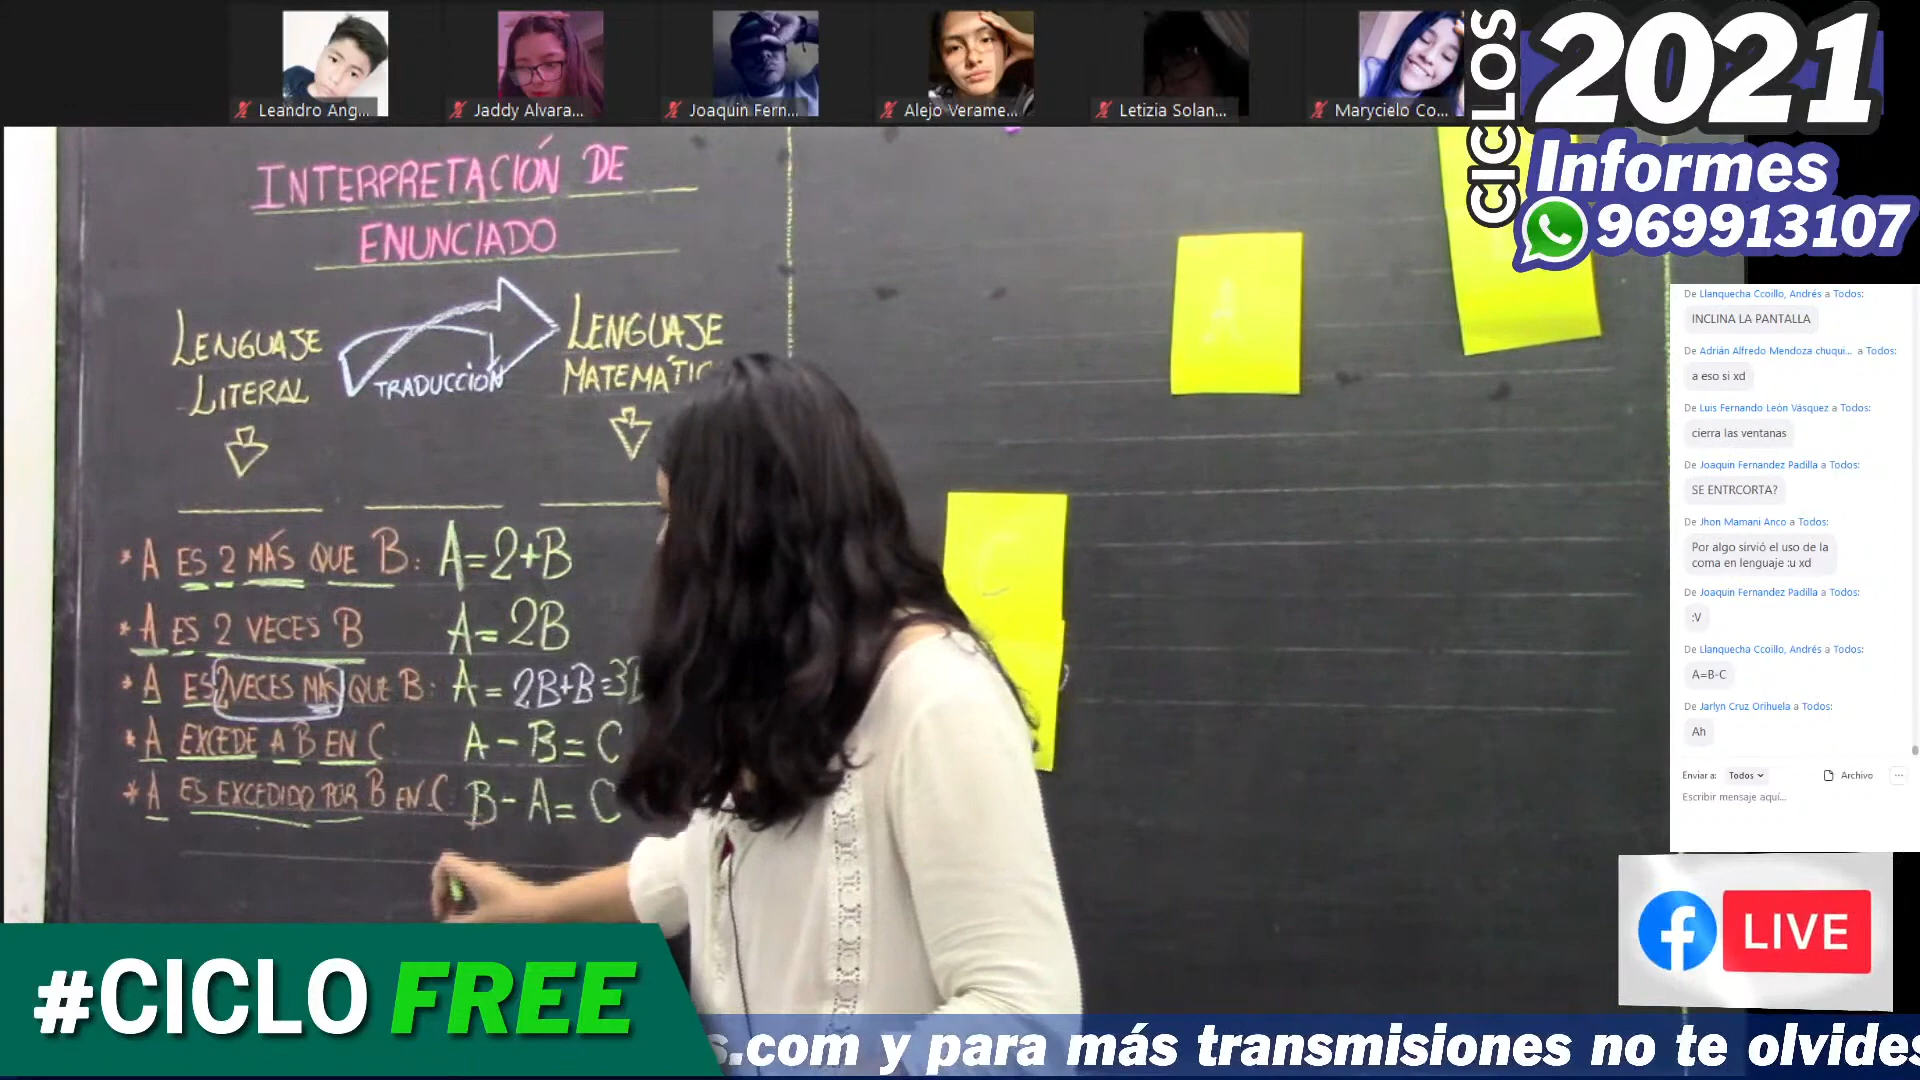 Leandro Ang...
Jaddy Alvara...
Joaquin Fern...
Alejo Verame...
Letizia Solan...
Marycielo Co...
CICLOS
2021
Informes
969913107
INTERPRETACIÓN DE
ENUNCIADO
LENGUAJE
LITERAL
TRADUCCIÓN
LENGUAJE
MATEMÁTIC
* A ES 2 MÁS QUE B: A=2+B
* A ES 2 VECES B A=2B
* A ES 2VECES MÁS QUE B: A=2B+B=3B
* A EXCEDE A B EN C A-B=C
* A ES EXCEDIDO POR B EN C: B-A=C
A
C
De Llanquecha Ccoillo, Andrés a Todos:
INCLINA LA PANTALLA
De Adrián Alfredo Mendoza chuqui... a Todos:
a eso si xd
De Luis Fernando León Vásquez a Todos:
cierra las ventanas
De Joaquin Fernandez Padilla a Todos:
SE ENTRCORTA?
De Jhon Mamani Anco a Todos:
Por algo sirvió el uso de la
coma en lenguaje :u xd
De Joaquin Fernandez Padilla a Todos:
:V
De Llanquecha Ccoillo, Andrés a Todos:
A=B-C
De Jarlyn Cruz Orihuela a Todos:
Ah
Enviar a: Todos Archivo ...
Escribir mensaje aquí...
f LIVE
#CICLO FREE
s.com y para más transmisiones no te olvides